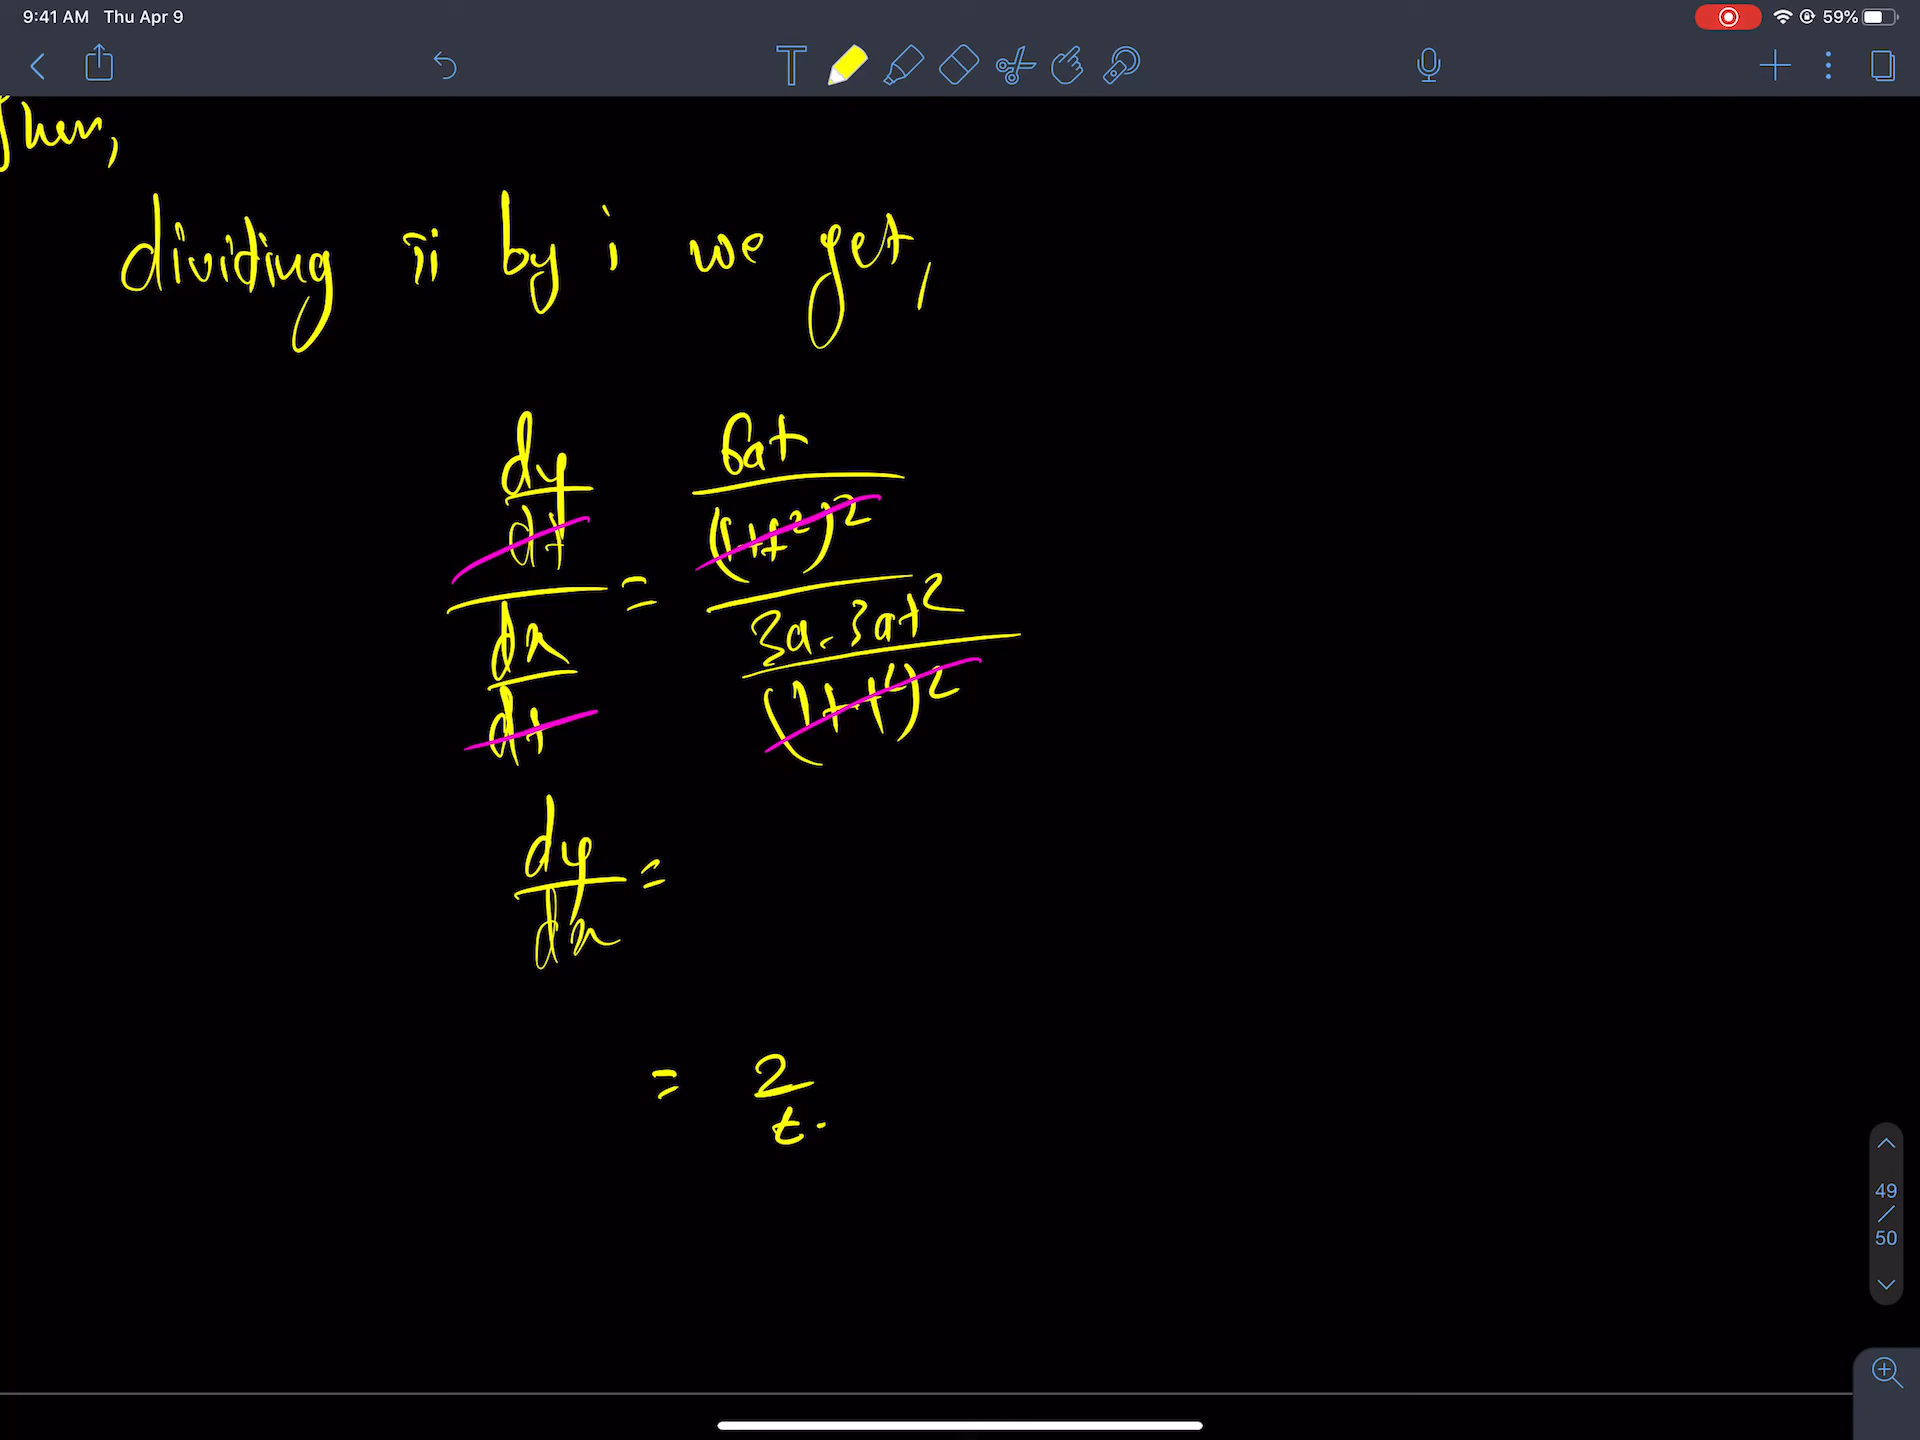 9:41 AM Thu Apr 9
59%
Then,
dividing ii by i we get,
dy/dt / dx/dt = 6at/(1+t²)² / 3a-3at²/(1+t²)²
dy/dx =
= 2/t.
49
/
50